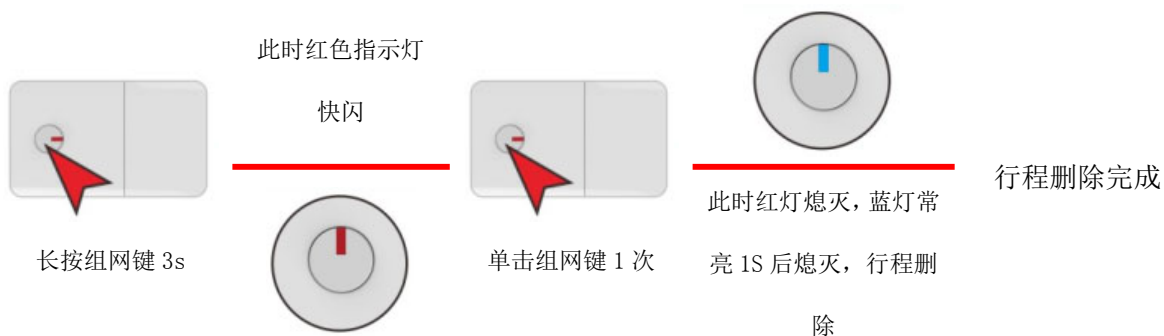 长按组网键 3s
此时红色指示灯
快闪
单击组网键 1 次
此时红灯熄灭，蓝灯常
亮 1S 后熄灭，行程删
除
行程删除完成